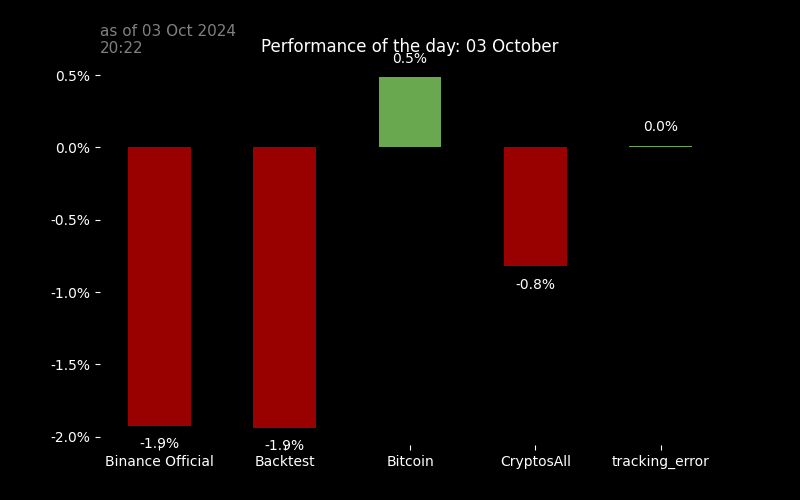 as of 03 Oct 2024
20:22
Performance of the day: 03 October
0.5%
0.5%
0.0%
0.0%
-0.5%
-0.8%
-1.0%
-1.5%
-2.0%
-1.9%
-1.9%
Binance Official
Backtest
Bitcoin
CryptosAll
tracking_error